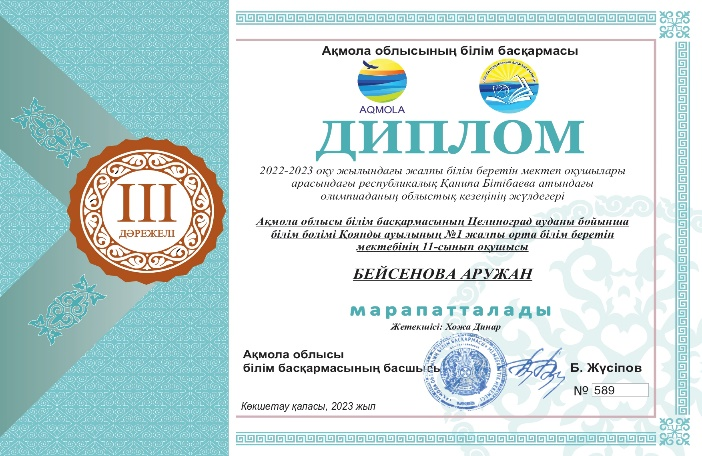 Ақмола облысының білім басқармасы
AQMOLA
ДИПЛОМ
2022-2023 оқу жылындағы жалпы білім беретін мектеп оқушылары
арасындағы республикалық Қанипа Бітібаева атындағы
олимпиаданың облыстық кезеңінің жүлдегері
III
ДӘРЕЖЕЛІ
Ақмола облысы білім басқармасының Целиноград ауданы бойынша
білім бөлімі Қоянды ауылының №1 жалпы орта білім беретін
мектебінің 11-сынып оқушысы
БЕЙСЕНОВА АРУЖАН
марапатталады
Жетекшісі: Хожа Динар
Ақмола облысы
білім басқармасының басшысы
Б. Жүсіпов
№ 589
Көкшетау қаласы, 2023 жыл